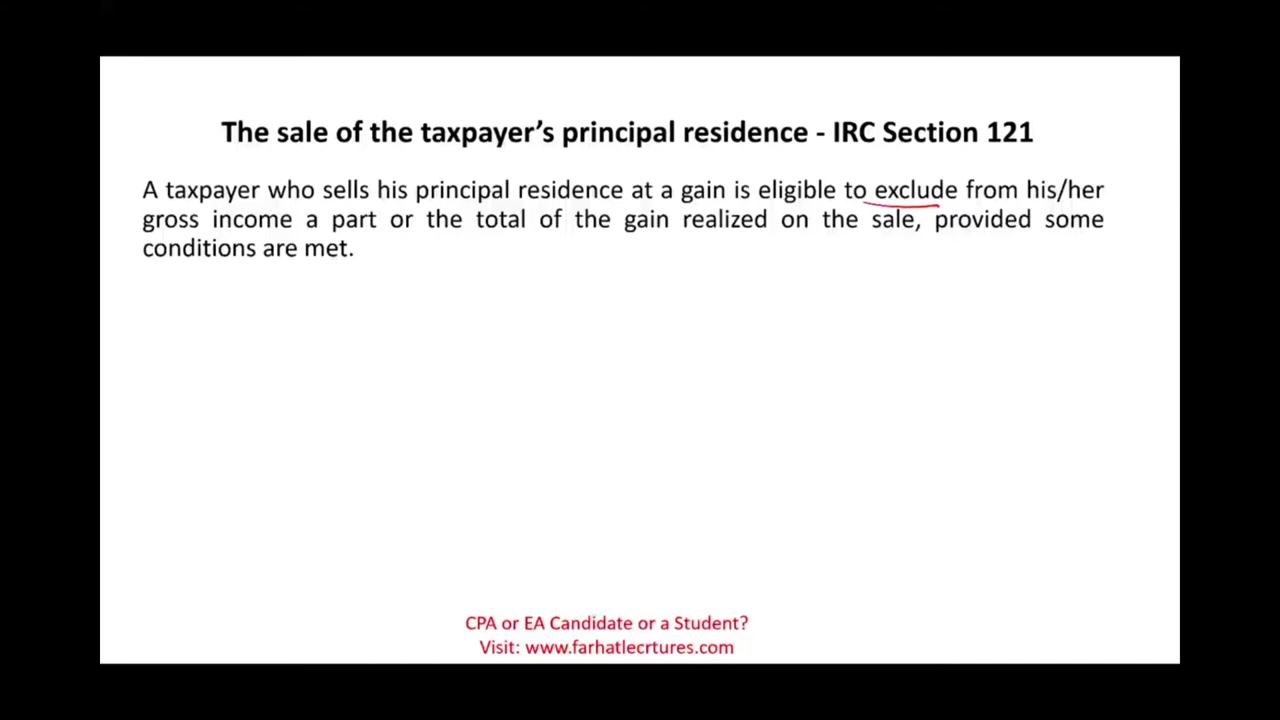 The sale of the taxpayer’s principal residence - IRC Section 121
A taxpayer who sells his principal residence at a gain is eligible to exclude from his/her
gross income a part or the total of the gain realized on the sale, provided some
conditions are met.
CPA or EA Candidate or a Student?
Visit: www.farhatlecrtures.com